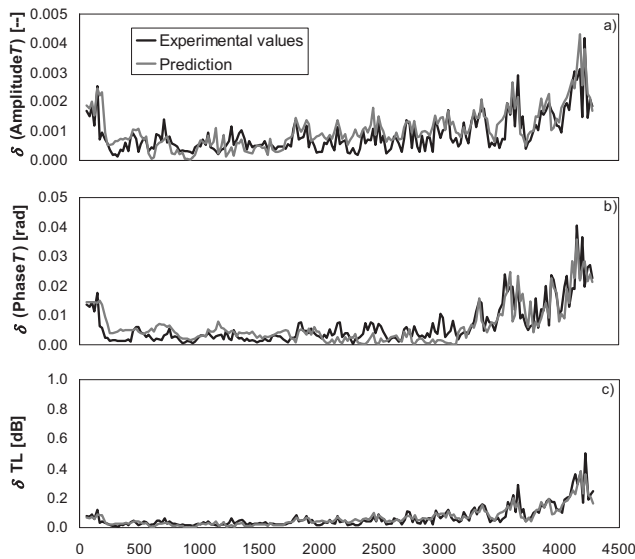 0.005
0.004
0.003
0.002
0.001
0.000
δ (AmplitudeT) [--]
Experimental values
Prediction
a)
0.05
0.04
0.03
0.02
0.01
0.00
δ (PhaseT) [rad]
b)
1.0
0.8
0.6
0.4
0.2
0.0
δ TL [dB]
c)
0 500 1000 1500 2000 2500 3000 3500 4000 4500